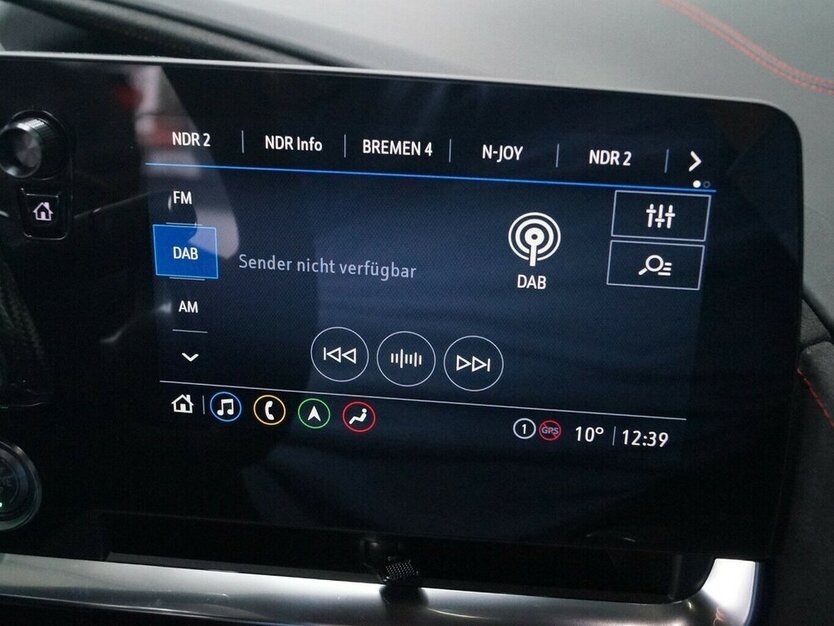 NDR 2 NDR Info BREMEN 4 N-JOY NDR 2
FM
DAB
Sender nicht verfügbar
DAB
AM
1 GPS 10° 12:39